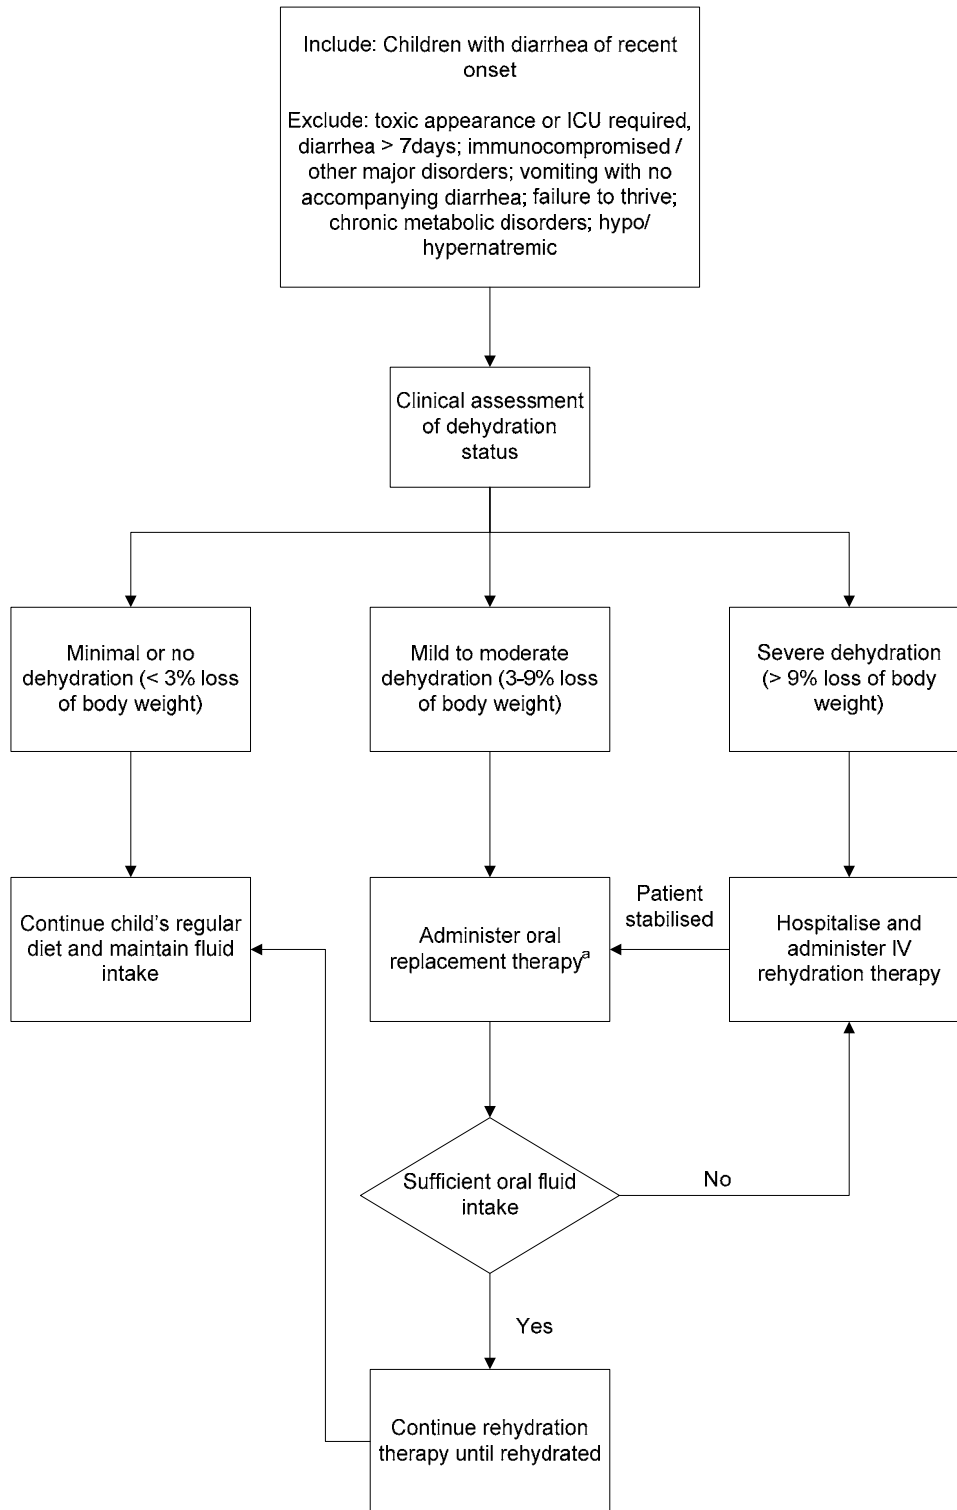 Include: Children with diarrhea of recent
onset
Exclude: toxic appearance or ICU required,
diarrhea > 7days; immunocompromised /
other major disorders; vomiting with no
accompanying diarrhea; failure to thrive;
chronic metabolic disorders; hypo/
hypernatremic
Clinical assessment
of dehydration
status
Minimal or no
dehydration (< 3% loss
of body weight)
Mild to moderate
dehydration (3-9% loss
of body weight)
Severe dehydration
(> 9% loss of body
weight)
Continue child's regular
diet and maintain fluid
intake
Administer oral
replacement therapyᵃ
Patient
stabilised
Hospitalise and
administer IV
rehydration therapy
Sufficient oral fluid
intake
No
Yes
Continue rehydration
therapy until rehydrated